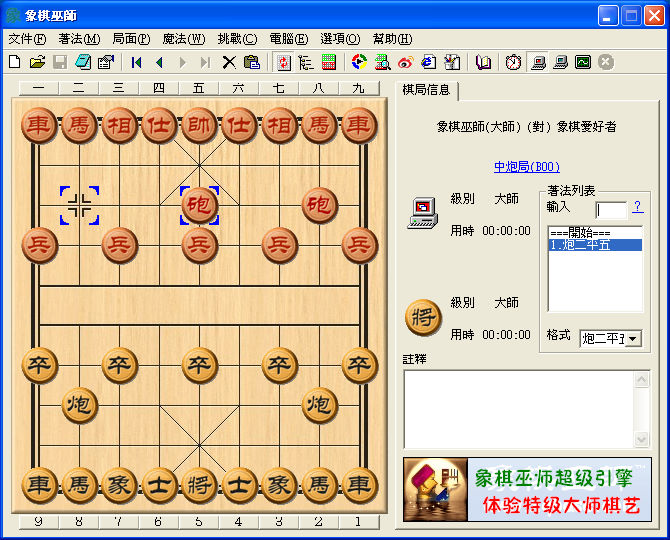 象棋巫師
文件(F) 著法(M) 局面(P) 魔法(W) 挑戰(C) 電腦(E) 選項(O) 幫助(H)
一 二 三 四 五 六 七 八 九
車 馬 相 仕 帥 仕 相 馬 車
砲 砲
兵 兵 兵 兵 兵
卒 卒 卒 卒 卒
炮 炮
車 馬 象 士 將 士 象 馬 車
9 8 7 6 5 4 3 2 1
棋局信息
象棋巫師(大師) (對) 象棋愛好者
中炮局(B00)
級別 大師
用時 00:00:00
將
級別 大師
用時 00:00:00
著法列表
輸入 ?
===開始===
1.炮二平五
格式 炮二平五
註釋
象棋巫师超级引擎
体验特级大师棋艺